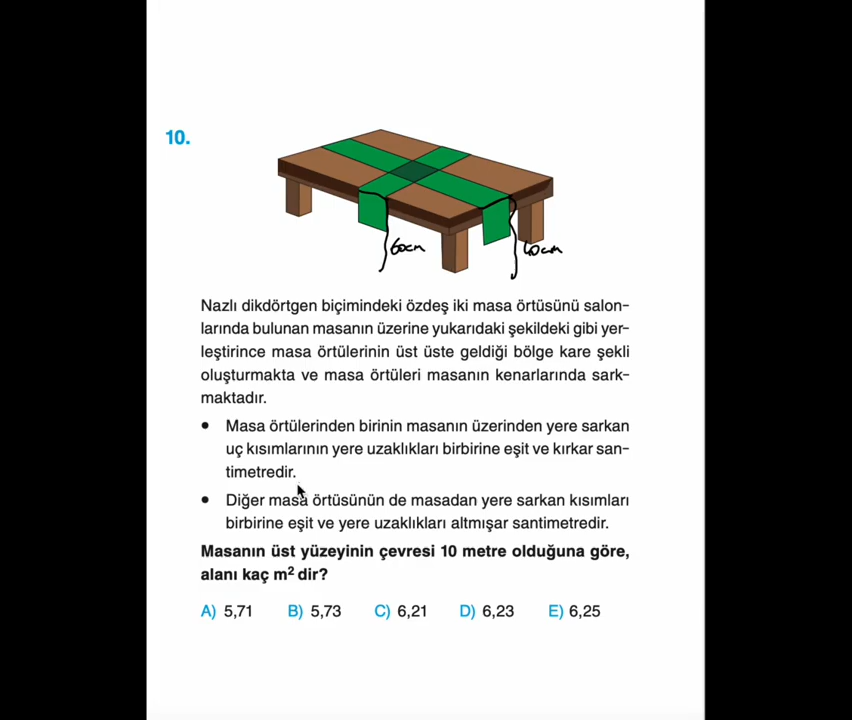 10.
60cm
40cm
Nazlı dikdörtgen biçimindeki özdeş iki masa örtüsünü salon-
larında bulunan masanın üzerine yukarıdaki şekildeki gibi yer-
leştirince masa örtülerinin üst üste geldiği bölge kare şekli
oluşturmakta ve masa örtüleri masanın kenarlarında sark-
maktadır.
• Masa örtülerinden birinin masanın üzerinden yere sarkan
uç kısımlarının yere uzaklıkları birbirine eşit ve kırkar san-
timetredir.
• Diğer masa örtüsünün de masadan yere sarkan kısımları
birbirine eşit ve yere uzaklıkları altmışar santimetredir.
Masanın üst yüzeyinin çevresi 10 metre olduğuna göre,
alanı kaç m² dir?
A) 5,71 B) 5,73 C) 6,21 D) 6,23 E) 6,25